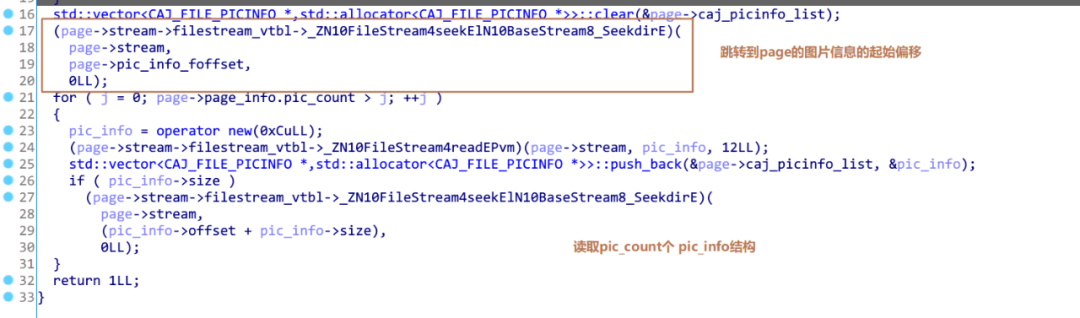 16 std::vector<CAJ_FILE_PICINFO *,std::allocator<CAJ_FILE_PICINFO *>>::clear(&page->caj_picinfo_list);
17 (page->stream->filestream_vtbl->_ZN10FileStream4seekElN10BaseStream8_SeekdirE)(
18 page->stream,
跳转到page的图片信息的起始偏移
19 page->pic_info_foffset,
20 0LL);
21 for ( j = 0; page->page_info.pic_count > j; ++j )
22 {
23 pic_info = operator new(0xCuLL);
24 (page->stream->filestream_vtbl->_ZN10FileStream4readEPvm)(page->stream, pic_info, 12LL);
25 std::vector<CAJ_FILE_PICINFO *,std::allocator<CAJ_FILE_PICINFO *>>::push_back(&page->caj_picinfo_list, &pic_info);
26 if ( pic_info->size )
27 (page->stream->filestream_vtbl->_ZN10FileStream4seekElN10BaseStream8_SeekdirE)(
28 page->stream,
29 (pic_info->offset + pic_info->size),
30 0LL);
读取pic_count个 pic_info结构
31 }
32 return 1LL;
33 }